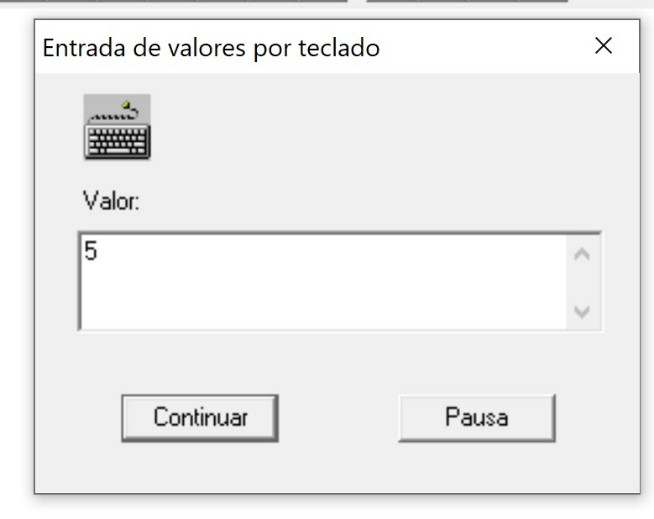 Entrada de valores por teclado
Valor:
5
Continuar
Pausa